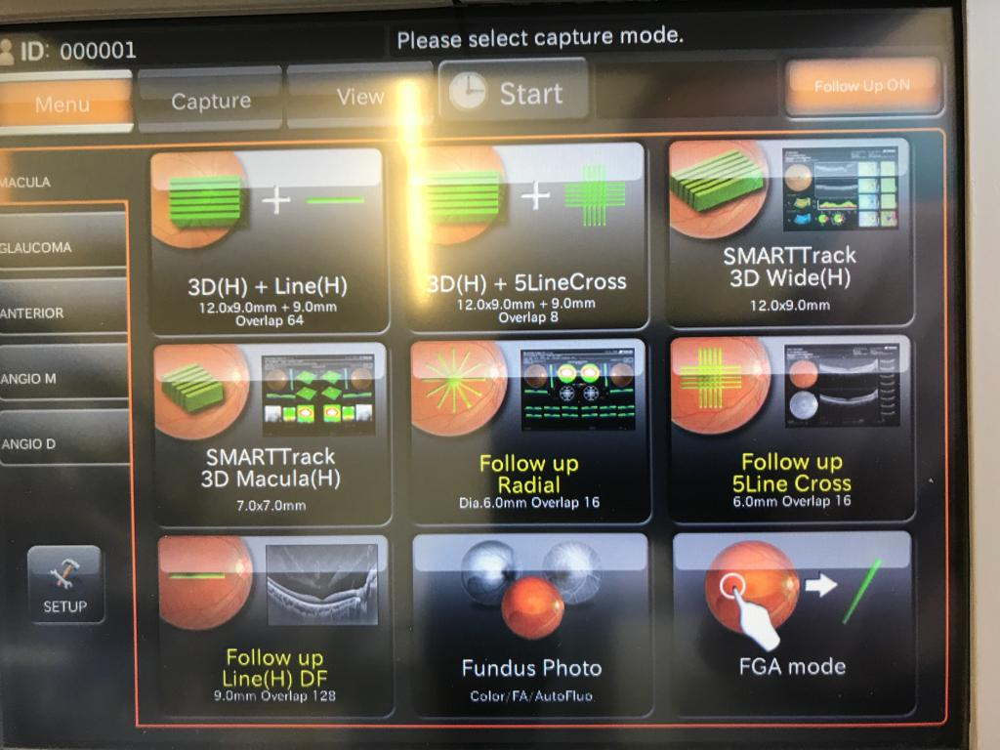 ID: 000001
Please select capture mode.
Menu
Capture
View
Start
Follow Up ON
MACULA
GLAUCOMA
ANTERIOR
ANGIO M
ANGIO D
SETUP
3D(H) + Line(H)
12.0x9.0mm + 9.0mm
Overlap 64
3D(H) + 5LineCross
12.0x9.0mm + 9.0mm
Overlap 8
SMARTTrack
3D Wide(H)
12.0x9.0mm
SMARTTrack
3D Macula(H)
7.0x7.0mm
Follow up
Radial
Dia.6.0mm Overlap 16
Follow up
5Line Cross
6.0mm Overlap 16
Follow up
Line(H) DF
9.0mm Overlap 128
Fundus Photo
Color/FA/AutoFluo
FGA mode